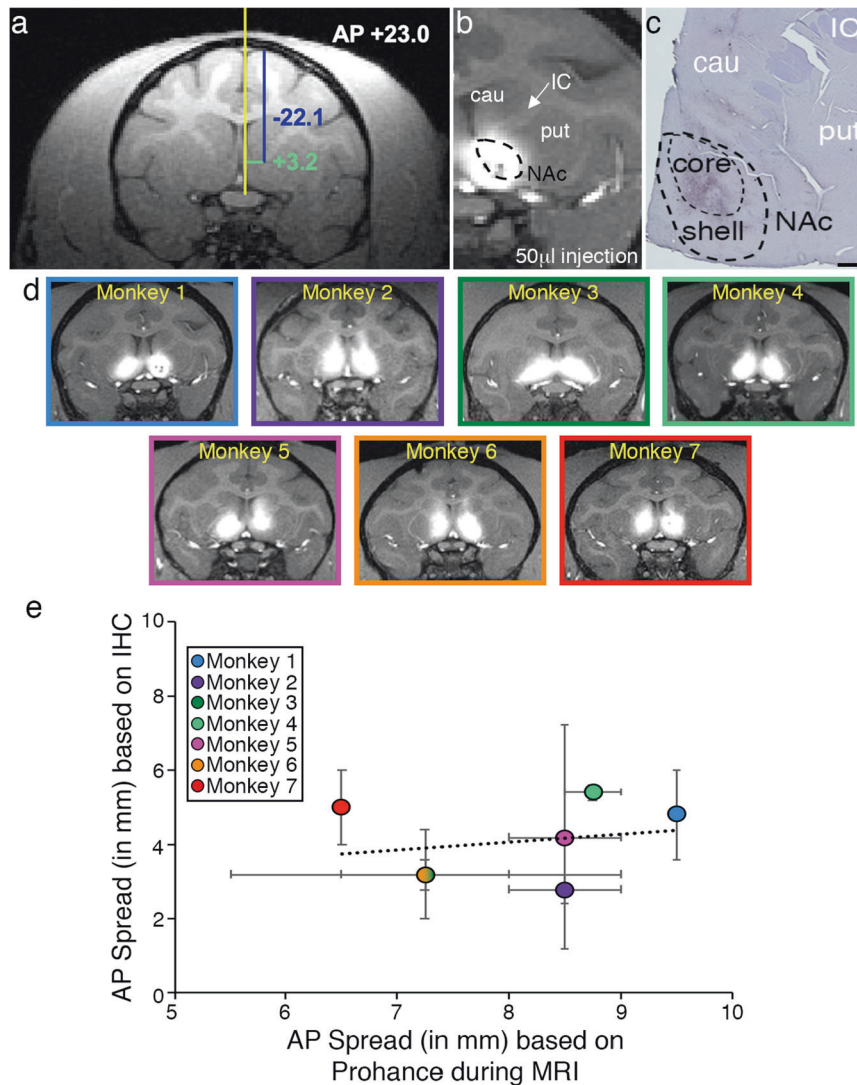 a
AP +23.0
-22.1
+3.2
b
cau
IC
put
NAc
50µl injection
c
IC
cau
put
core
shell
NAc
d
Monkey 1
Monkey 2
Monkey 3
Monkey 4
Monkey 5
Monkey 6
Monkey 7
e
AP Spread (in mm) based on IHC
10
8
6
4
2
0
Monkey 1
Monkey 2
Monkey 3
Monkey 4
Monkey 5
Monkey 6
Monkey 7
5 6 7 8 9 10
AP Spread (in mm) based on
Prohance during MRI